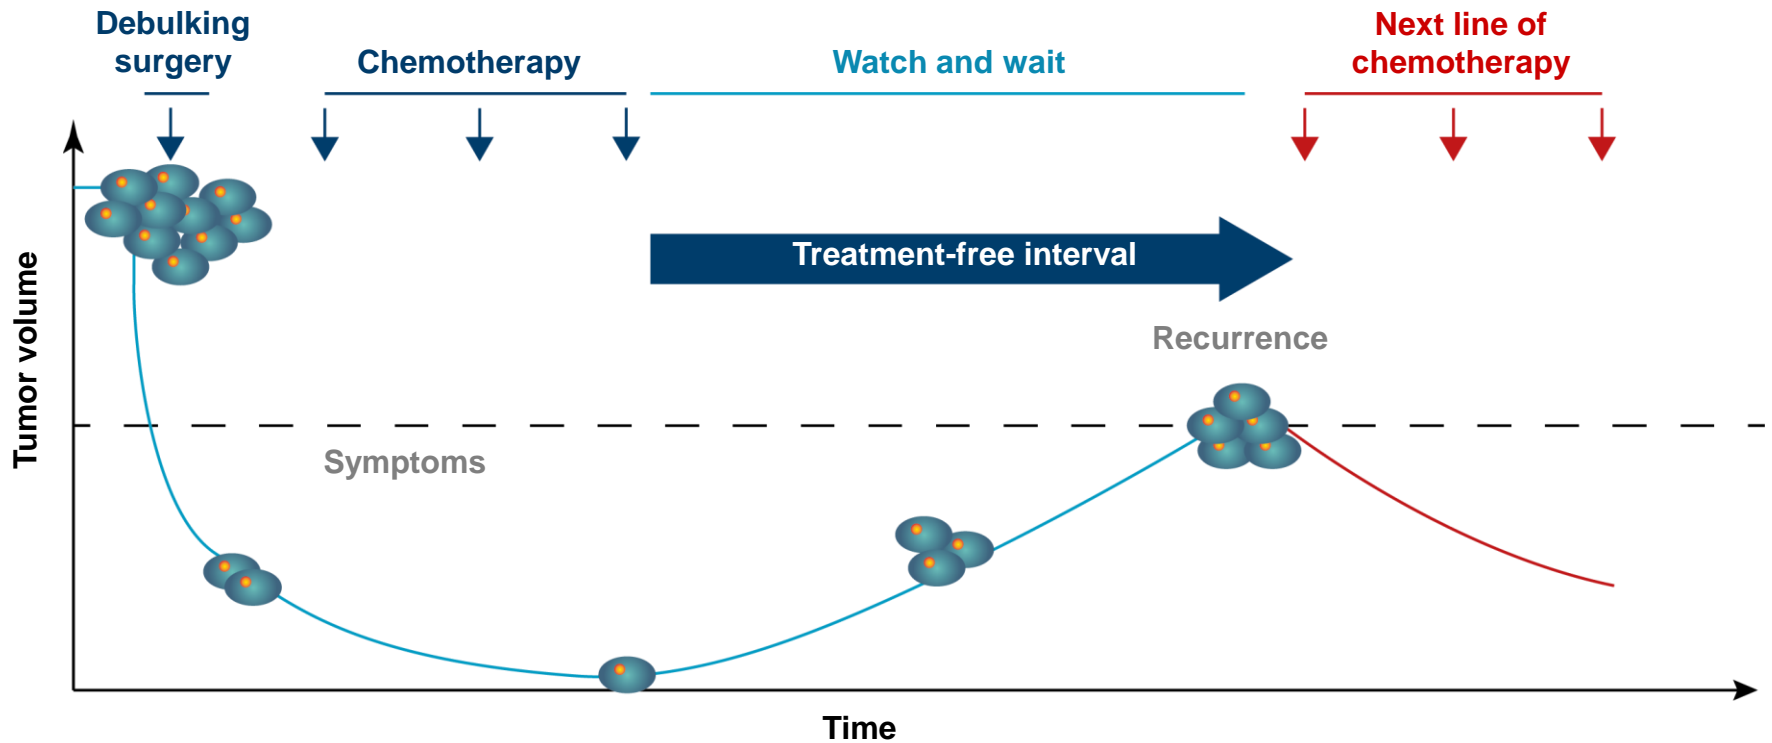 Debulking
surgery
Chemotherapy
Watch and wait
Next line of
chemotherapy
Treatment-free interval
Recurrence
Symptoms
Tumor volume
Time